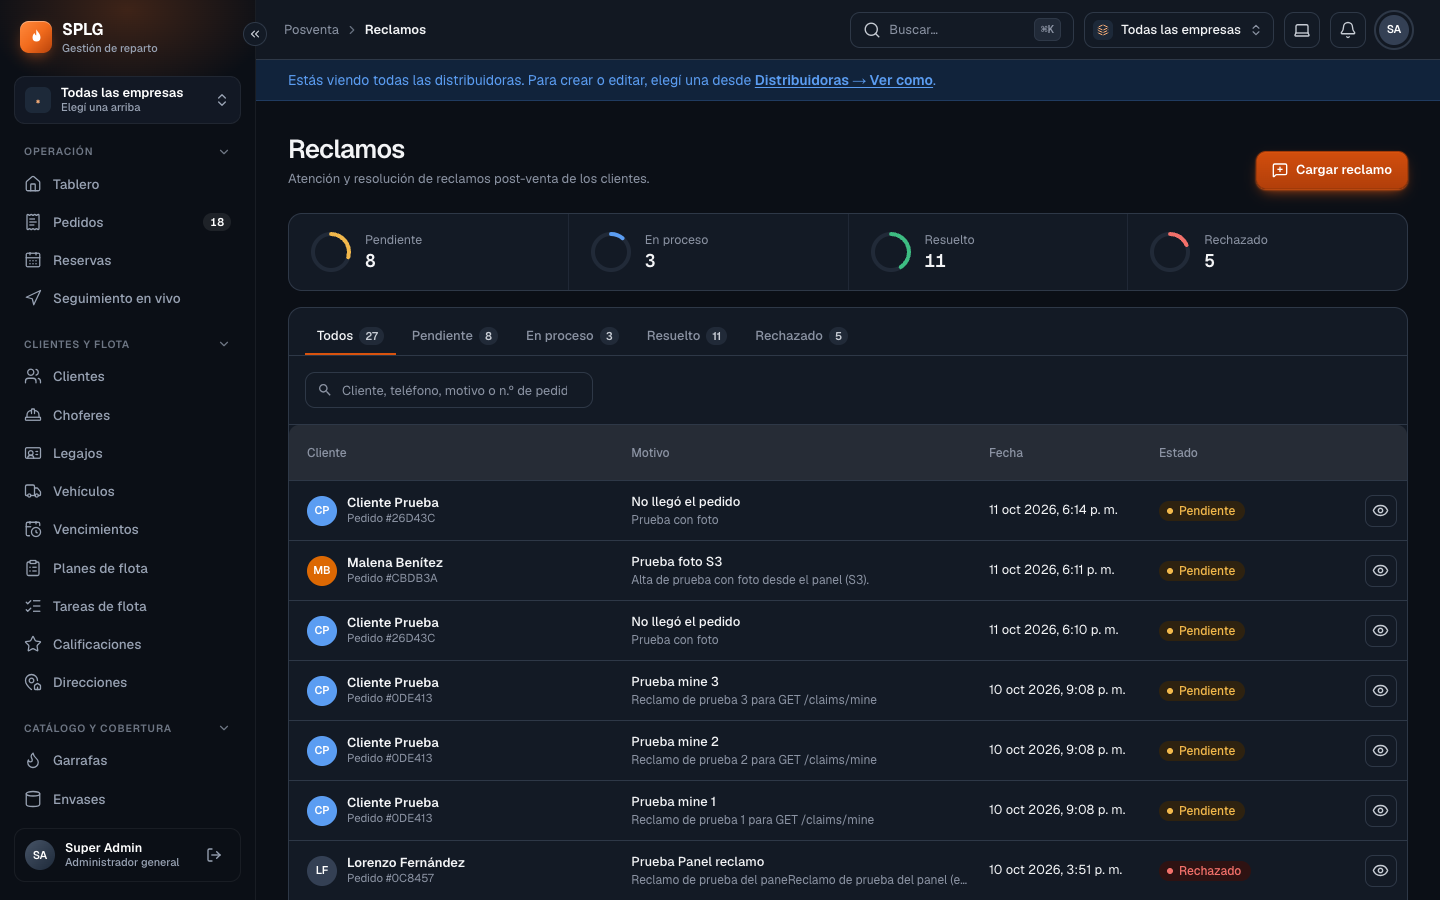 SPLG
Gestión de reparto
Todas las empresas
Elegí una arriba
OPERACIÓN
Tablero
Pedidos 18
Reservas
Seguimiento en vivo
CLIENTES Y FLOTA
Clientes
Choferes
Legajos
Vehículos
Vencimientos
Planes de flota
Tareas de flota
Calificaciones
Direcciones
CATÁLOGO Y COBERTURA
Garrafas
Envases
SA
Super Admin
Administrador general
Posventa > Reclamos
Buscar... ⌘K
Todas las empresas
SA
Estás viendo todas las distribuidoras. Para crear o editar, elegí una desde Distribuidoras → Ver como.
Reclamos
Atención y resolución de reclamos post-venta de los clientes.
Cargar reclamo
Pendiente
8
En proceso
3
Resuelto
11
Rechazado
5
Todos 27 Pendiente 8 En proceso 3 Resuelto 11 Rechazado 5
Cliente, teléfono, motivo o n.º de pedid
Cliente Motivo Fecha Estado
CP Cliente Prueba No llegó el pedido 11 oct 2026, 6:14 p. m. Pendiente
Pedido #26D43C Prueba con foto
MB Malena Benítez Prueba foto S3 11 oct 2026, 6:11 p. m. Pendiente
Pedido #CBDB3A Alta de prueba con foto desde el panel (S3).
CP Cliente Prueba No llegó el pedido 11 oct 2026, 6:10 p. m. Pendiente
Pedido #26D43C Prueba con foto
CP Cliente Prueba Prueba mine 3 10 oct 2026, 9:08 p. m. Pendiente
Pedido #0DE413 Reclamo de prueba 3 para GET /claims/mine
CP Cliente Prueba Prueba mine 2 10 oct 2026, 9:08 p. m. Pendiente
Pedido #0DE413 Reclamo de prueba 2 para GET /claims/mine
CP Cliente Prueba Prueba mine 1 10 oct 2026, 9:08 p. m. Pendiente
Pedido #0DE413 Reclamo de prueba 1 para GET /claims/mine
LF Lorenzo Fernández Prueba Panel reclamo 10 oct 2026, 3:51 p. m. Rechazado
Pedido #0C8457 Reclamo de prueba del paneReclamo de prueba del panel (e...